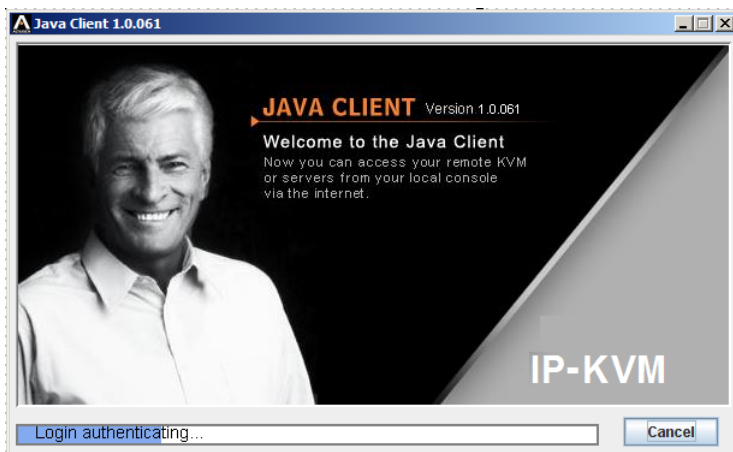 Java Client 1.0.061
JAVA CLIENT Version 1.0.061
Welcome to the Java Client
Now you can access your remote KVM
or servers from your local console
via the internet.
IP-KVM
Login authenticating...
Cancel